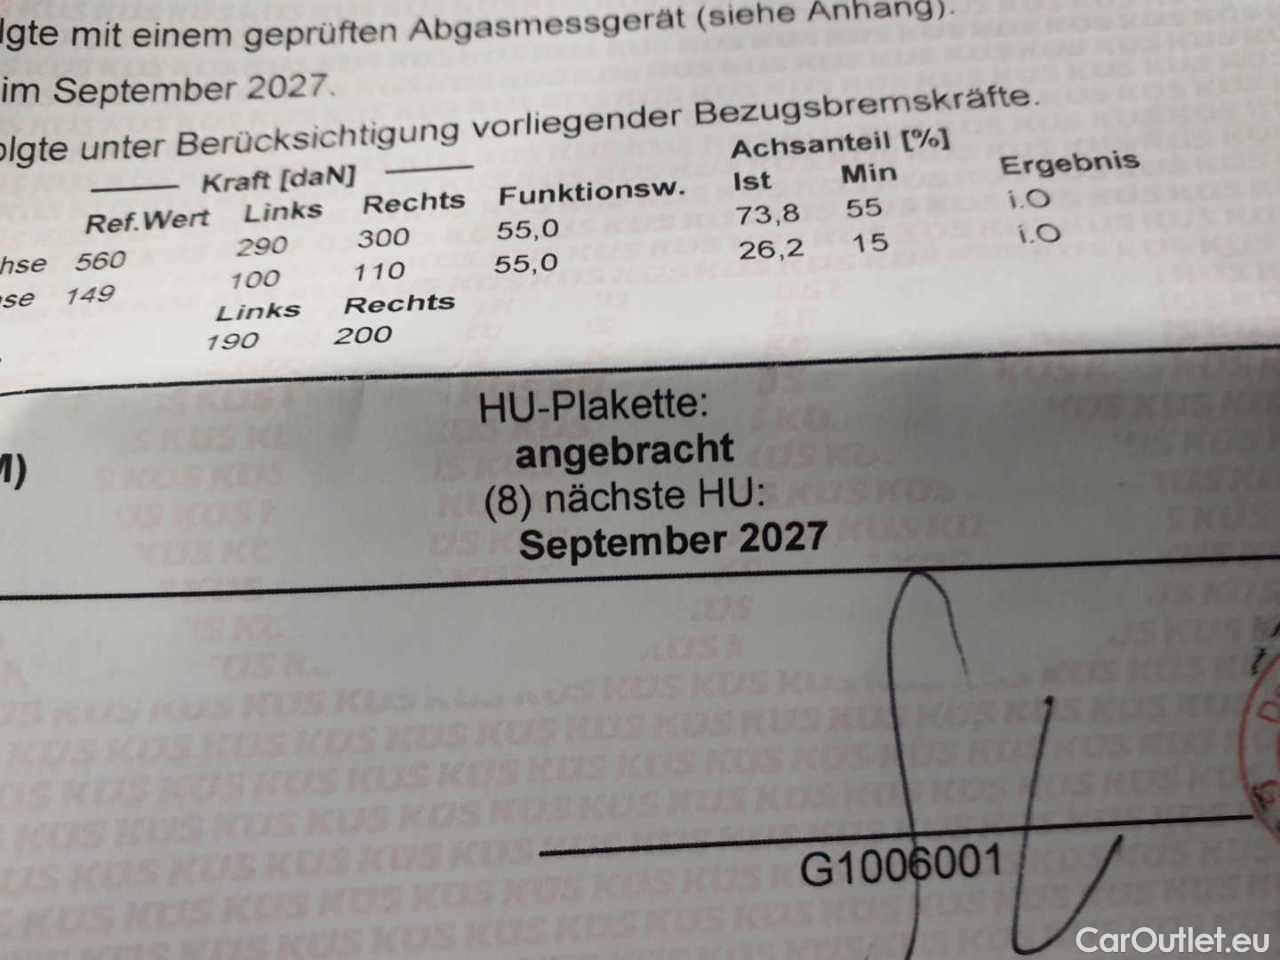 lgte mit einem geprüften Abgasmessgerät (siehe Anhang).
im September 2027.
olgte unter Berücksichtigung vorliegender Bezugsbremskräfte.
Kraft [daN] Achsanteil [%]
Ref.Wert Links Rechts Funktionsw. Ist Min Ergebnis
hse 560 290 300 55,0 73,8 55 i.O
se 149 100 110 55,0 26,2 15 i.O
Links Rechts
190 200
HU-Plakette:
angebracht
(8) nächste HU:
September 2027
G1006001
CarOutlet.eu